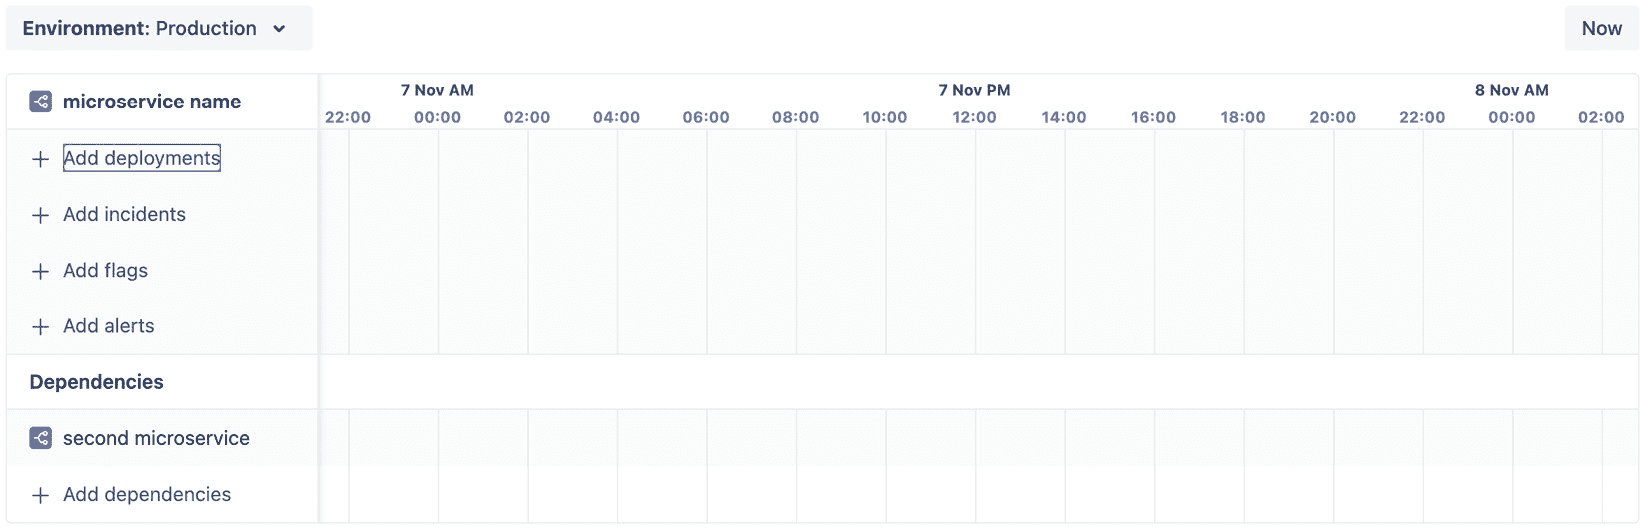 Environment: Production
Now
microservice name
7 Nov AM 7 Nov PM 8 Nov AM
22:00 00:00 02:00 04:00 06:00 08:00 10:00 12:00 14:00 16:00 18:00 20:00 22:00 00:00 02:00
Add deployments
Add incidents
Add flags
Add alerts
Dependencies
second microservice
Add dependencies